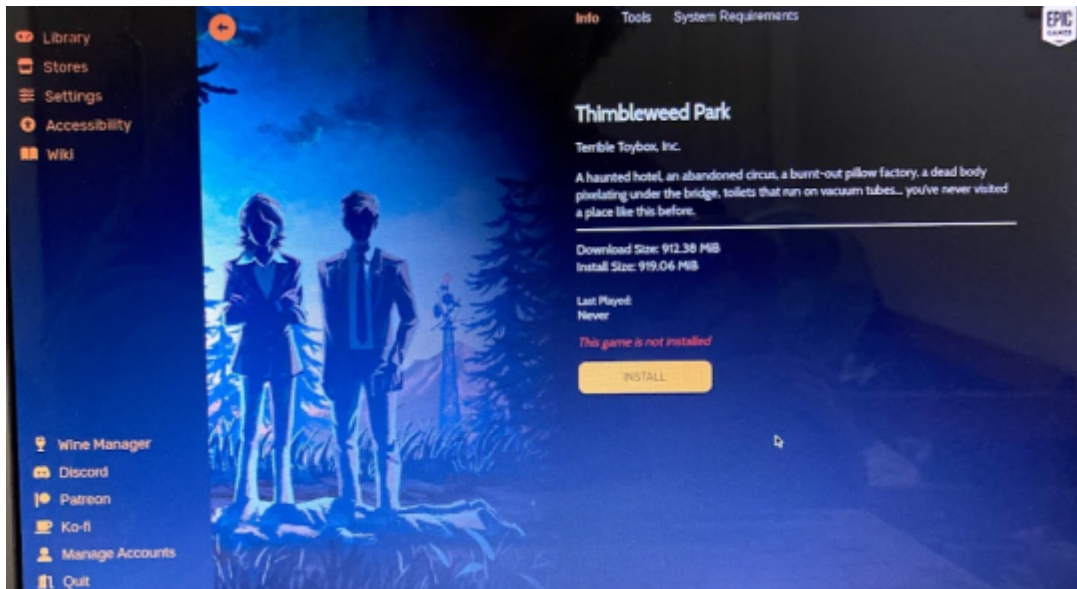 Library
Stores
Settings
Accessibility
Wiki
Wine Manager
Discord
Patreon
Ko-fi
Manage Accounts
Quit
Info Tools System Requirements
EPIC
GAMES
Thimbleweed Park
Terrible Toybox, Inc.
A haunted hotel, an abandoned circus, a burnt-out pillow factory, a dead body
pixelating under the bridge, toilets that run on vacuum tubes... you've never visited
a place like this before.
Download Size: 912.38 MiB
Install Size: 919.06 MiB
Last Played:
Never
This game is not installed
INSTALL